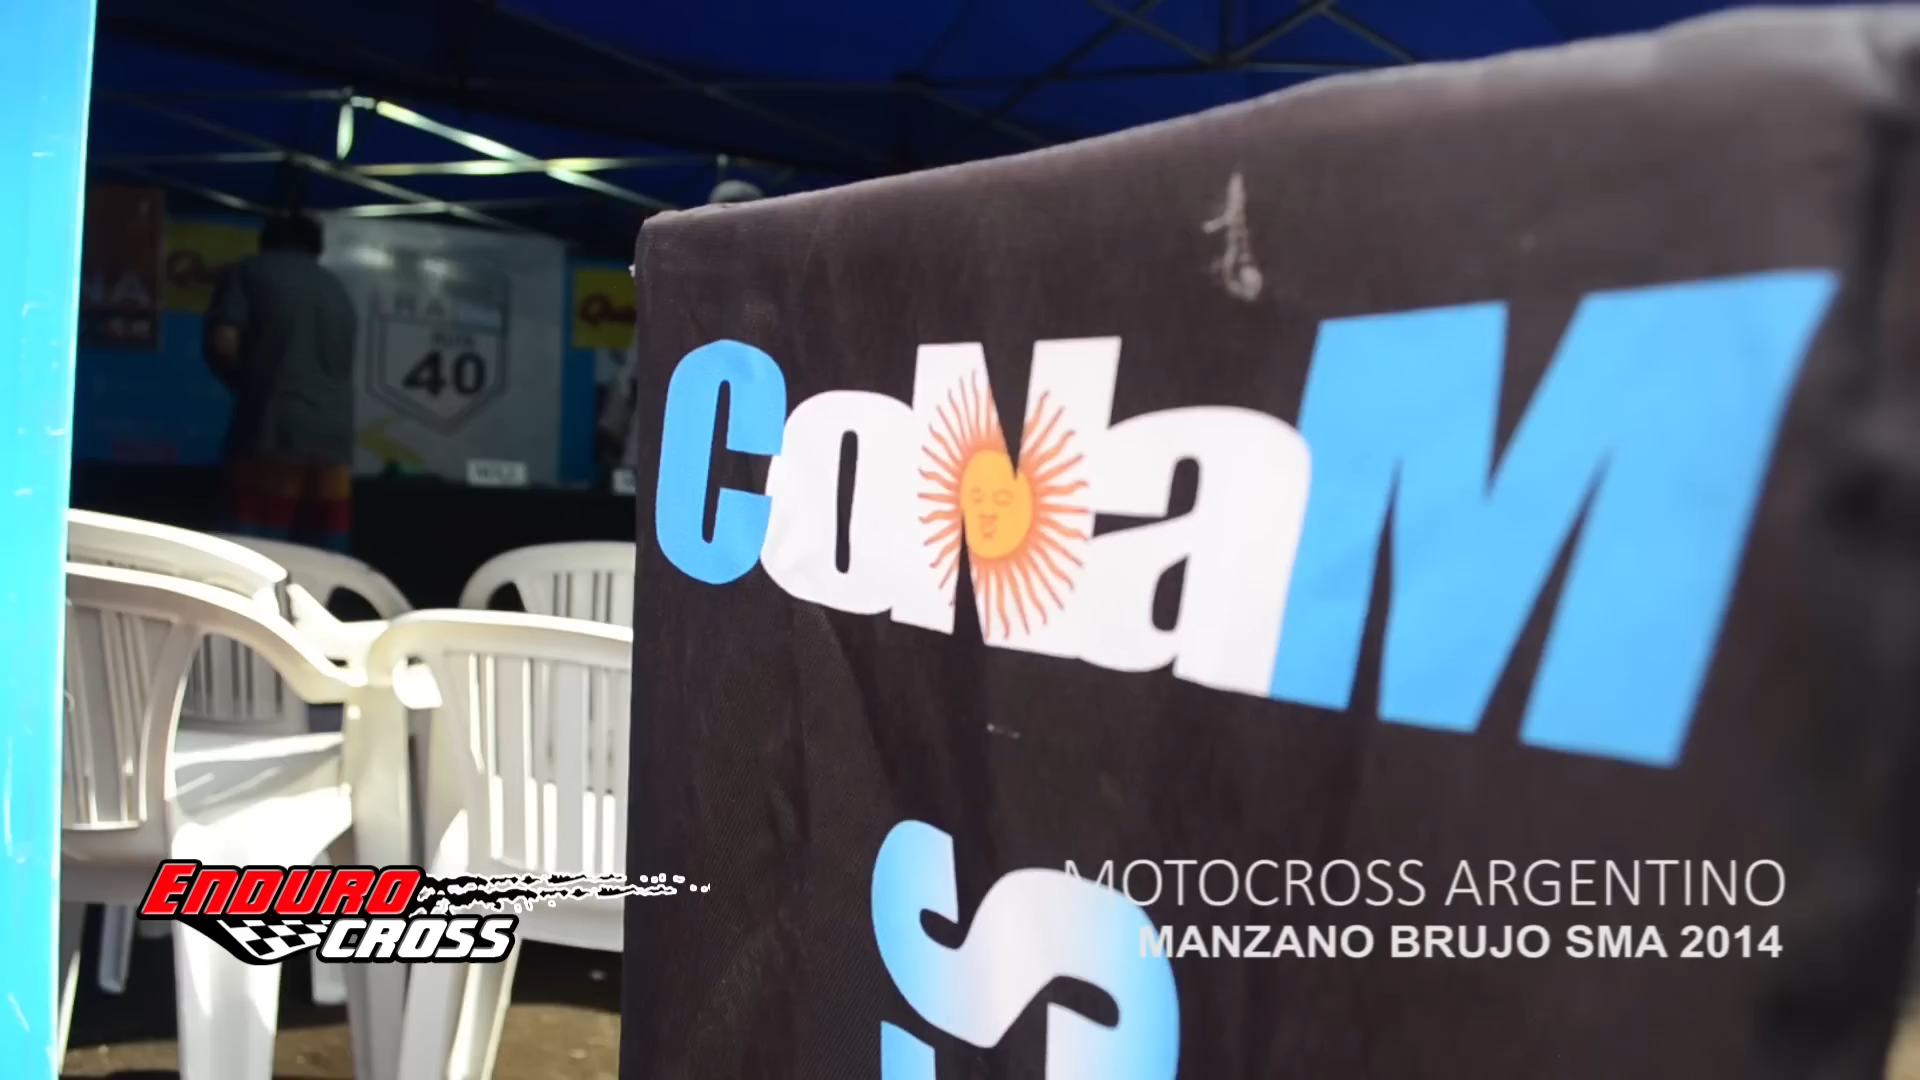 RUTA
40
CoNaM
S
ENDURO
CROSS
MOTOCROSS ARGENTINO
MANZANO BRUJO SMA 2014